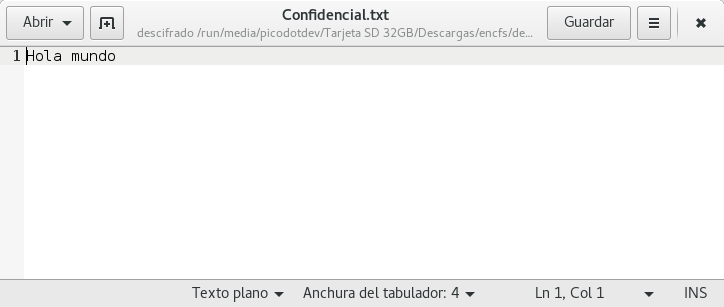 Abrir
Confidencial.txt
descifrado /run/media/picodotdev/Tarjeta SD 32GB/Descargas/encfs/de...
Guardar
1 Hola mundo
Texto plano
Anchura del tabulador: 4
Ln 1, Col 1
INS